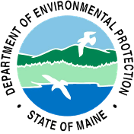 DEPARTMENT OF ENVIRONMENTAL PROTECTION
• STATE OF MAINE •